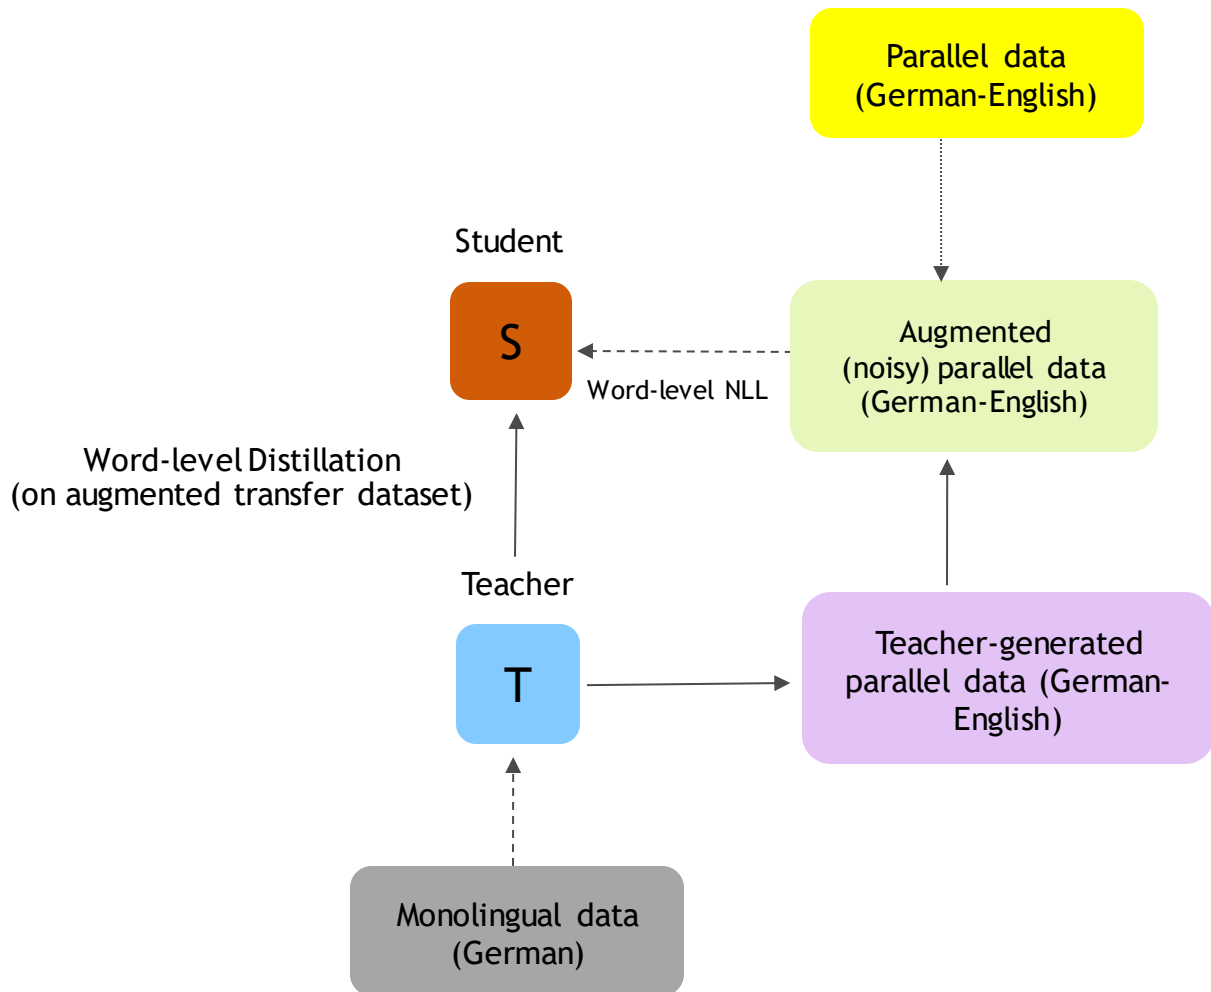 Parallel data
(German-English)
Student
S
Augmented
(noisy) parallel data
(German-English)
Word-level NLL
Word-level Distillation
(on augmented transfer dataset)
Teacher
T
Teacher-generated
parallel data (German-
English)
Monolingual data
(German)